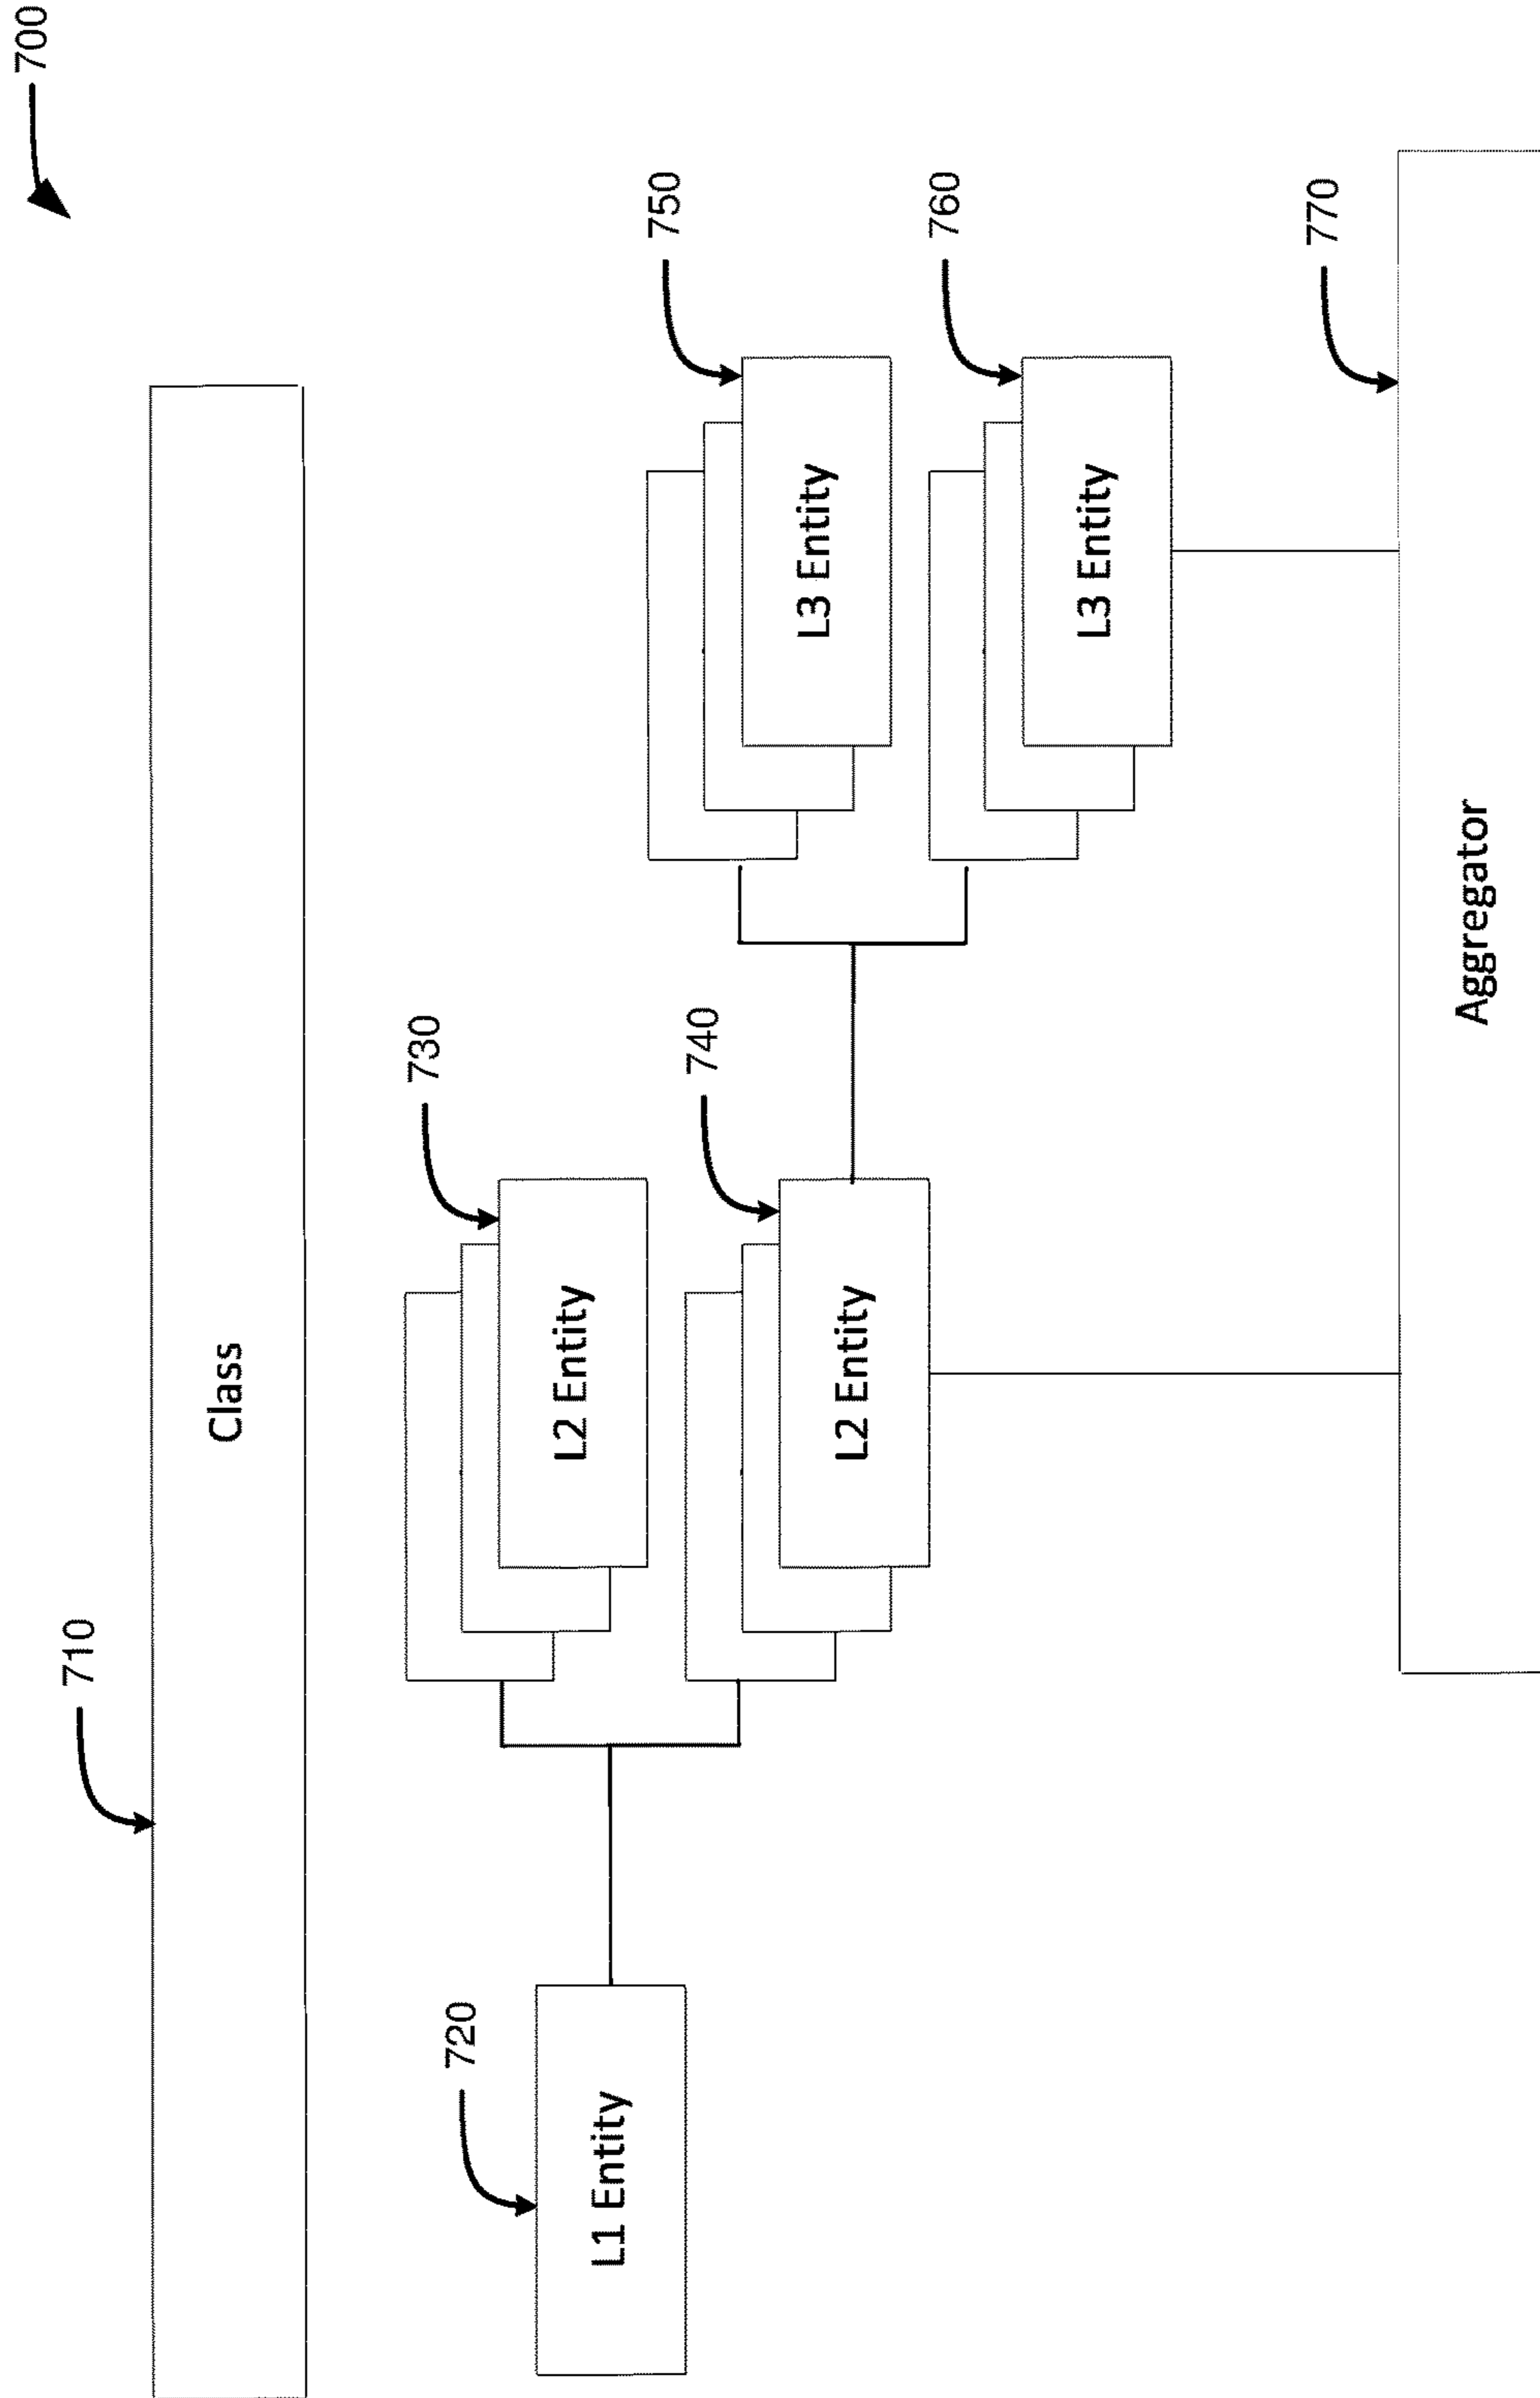 700
710
Class
730
750
720
L2 Entity
L3 Entity
740
760
L1 Entity
L2 Entity
L3 Entity
770
Aggregator